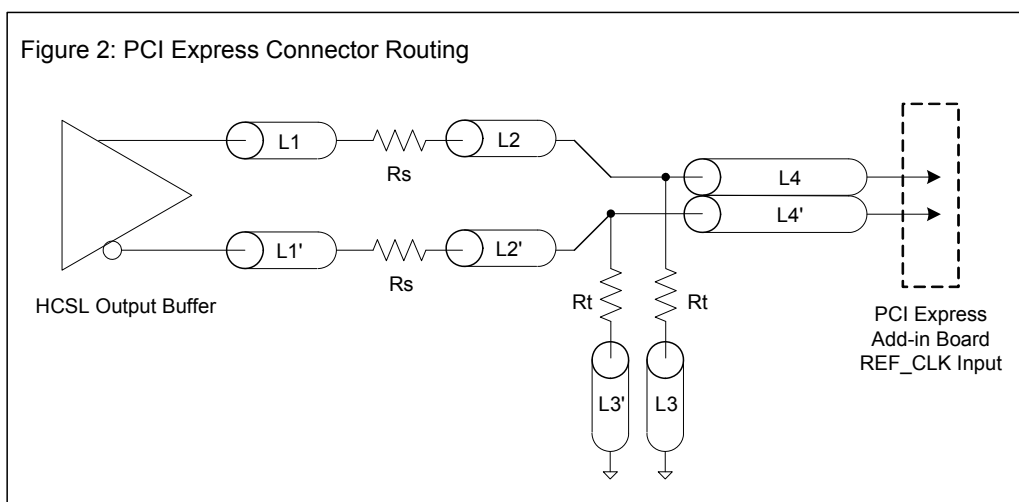 Figure 2: PCI Express Connector Routing
L1
Rs
L2
L4
L4'
L1'
Rs
L2'
HCSL Output Buffer
Rt
Rt
L3'
L3
PCI Express
Add-in Board
REF_CLK Input